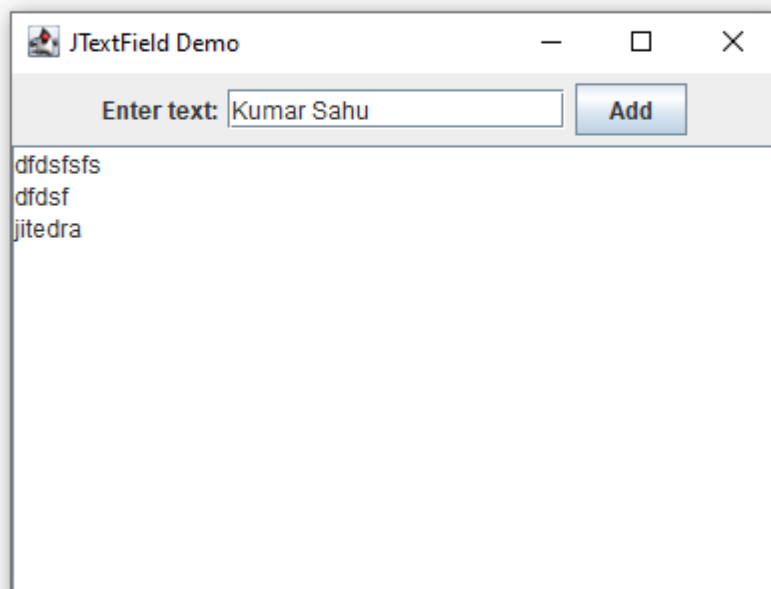 JTextField Demo
Enter text: Kumar Sahu Add
dfdsfsfs
dfdsf
jitedra